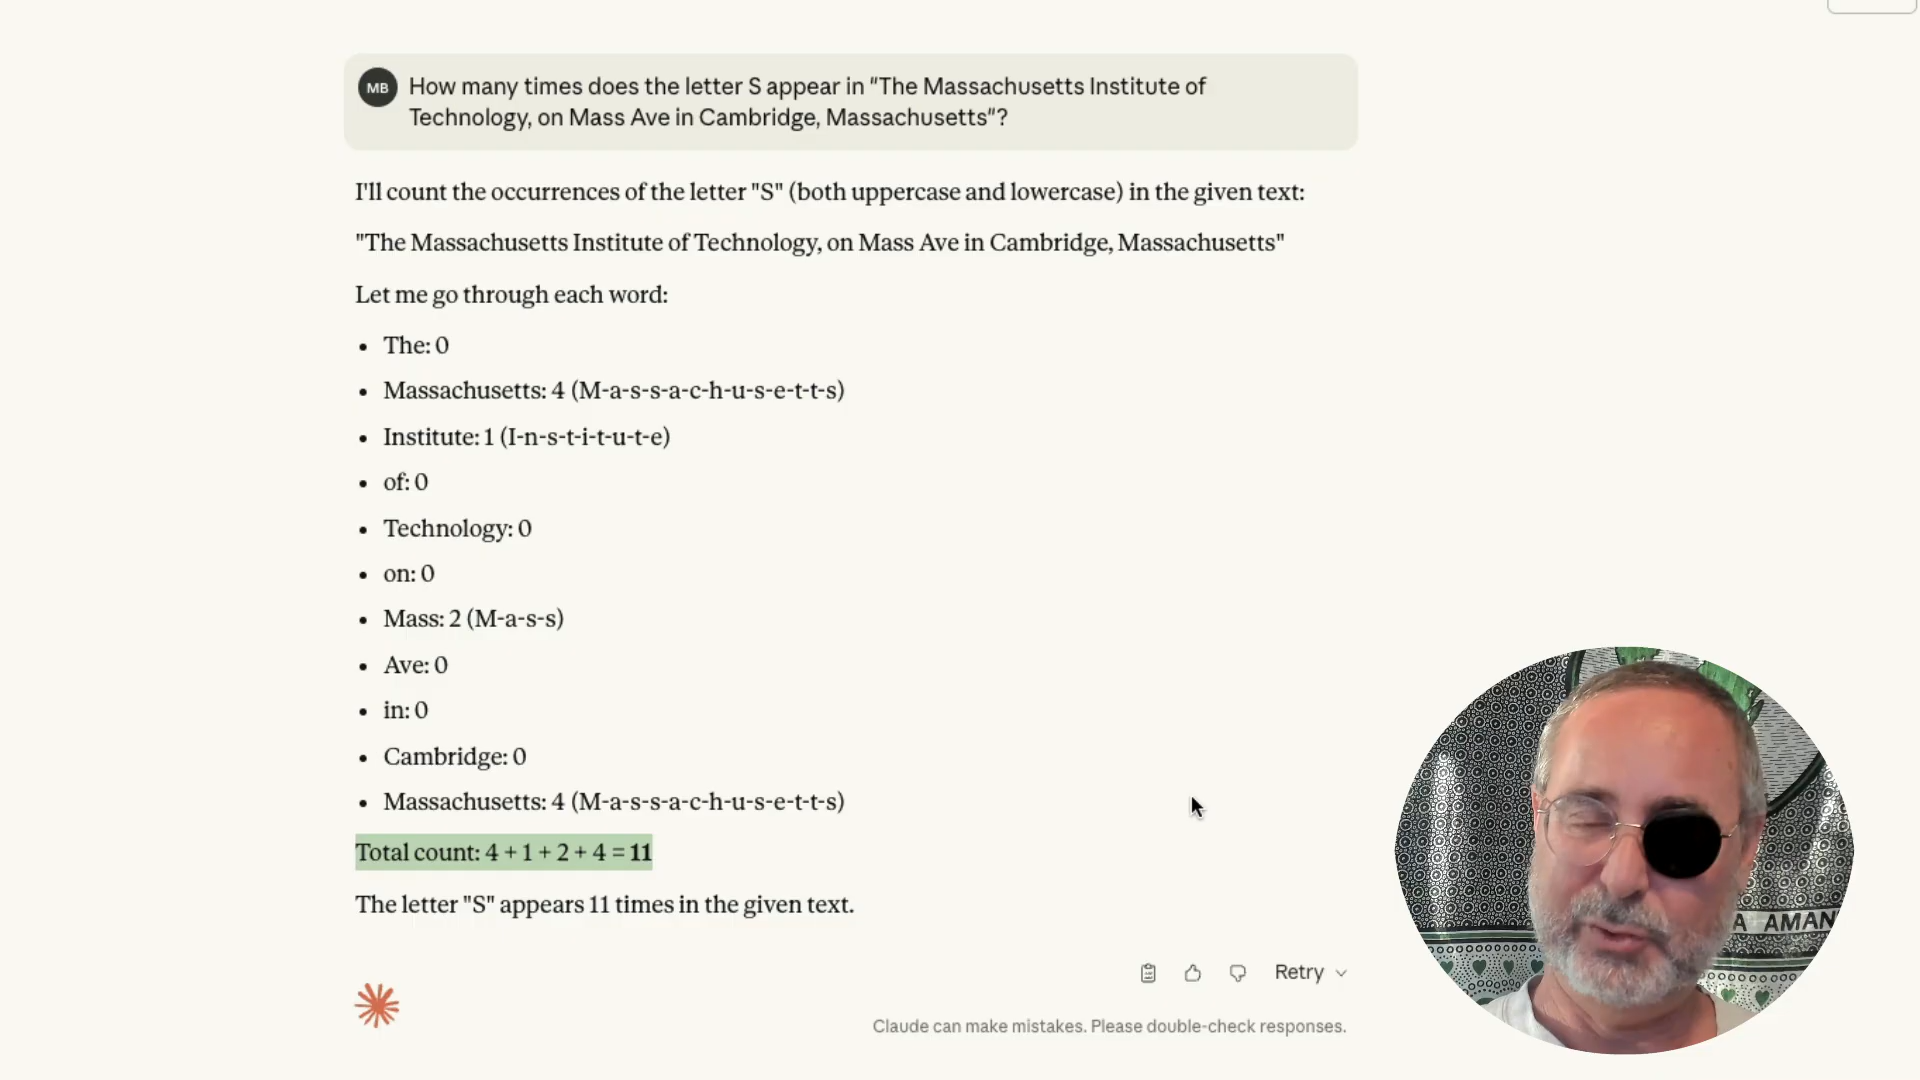 MB
How many times does the letter S appear in "The Massachusetts Institute of
Technology, on Mass Ave in Cambridge, Massachusetts"?
I'll count the occurrences of the letter "S" (both uppercase and lowercase) in the given text:
"The Massachusetts Institute of Technology, on Mass Ave in Cambridge, Massachusetts"
Let me go through each word:
• The: 0
• Massachusetts: 4 (M-a-s-s-a-c-h-u-s-e-t-t-s)
• Institute: 1 (I-n-s-t-i-t-u-t-e)
• of: 0
• Technology: 0
• on: 0
• Mass: 2 (M-a-s-s)
• Ave: 0
• in: 0
• Cambridge: 0
• Massachusetts: 4 (M-a-s-s-a-c-h-u-s-e-t-t-s)
Total count: 4 + 1 + 2 + 4 = 11
The letter "S" appears 11 times in the given text.
A AMAN
Retry
Claude can make mistakes. Please double-check responses.